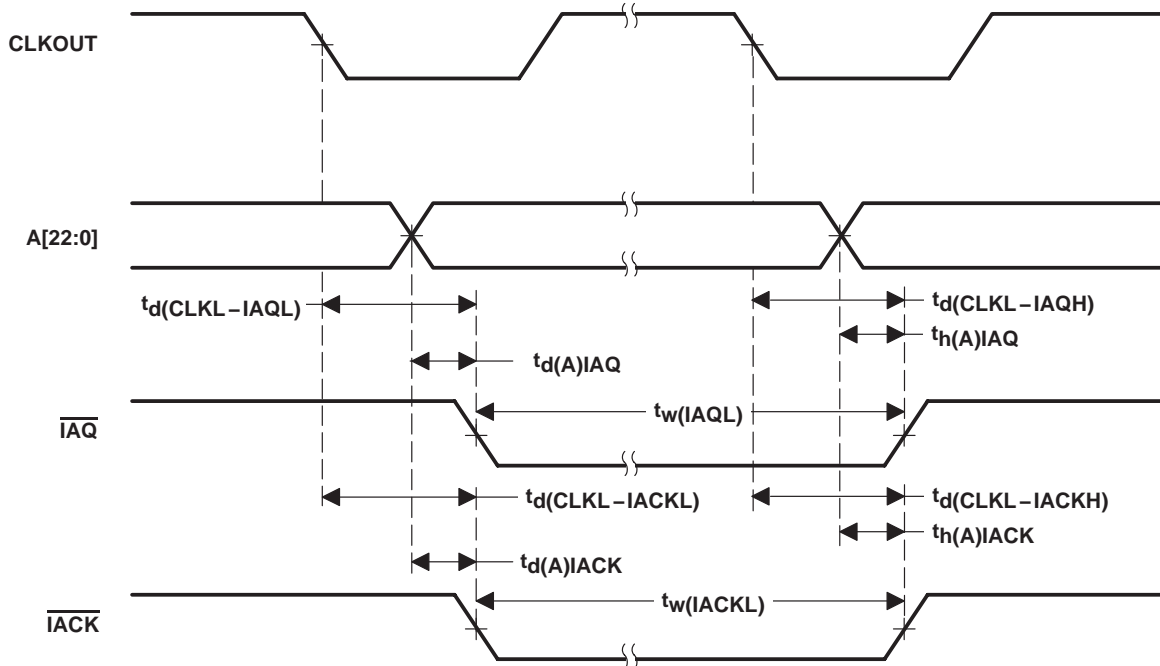 CLKOUT
A[22:0]
td(CLKL–IAQL)
td(CLKL–IAQH)
th(A)IAQ
td(A)IAQ
tw(IAQL)
IAQ
td(CLKL–IACKL)
td(CLKL–IACKH)
th(A)IACK
td(A)IACK
tw(IACKL)
IACK